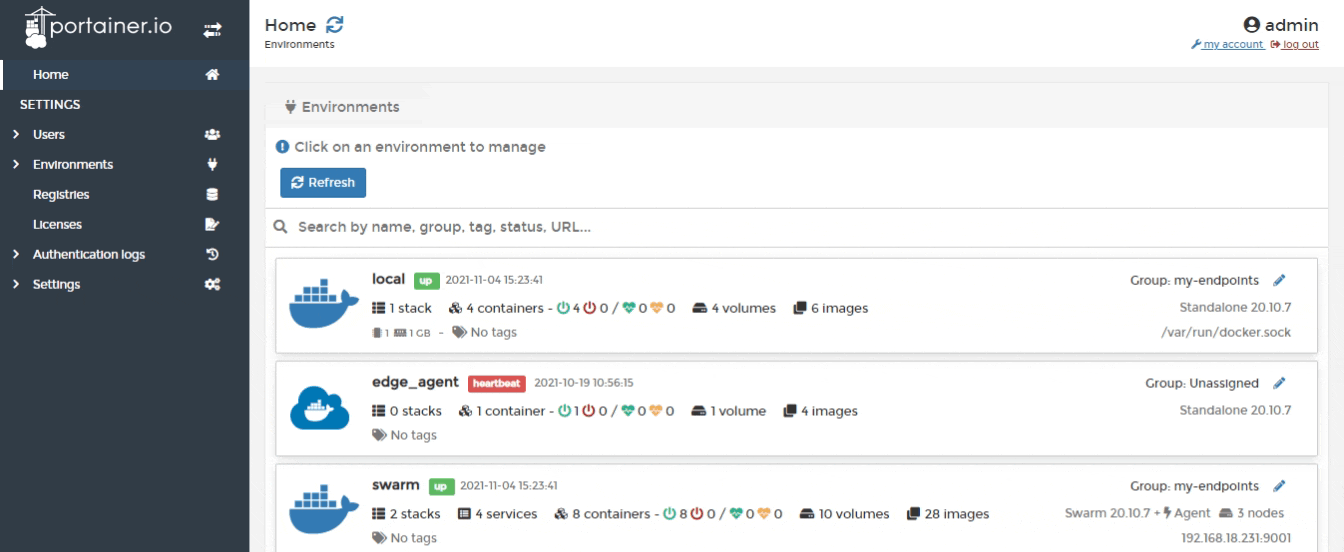 portainer.io
Home
SETTINGS
Users
Environments
Registries
Licenses
Authentication logs
Settings
Home
Environments
admin
my account log out
Environments
Click on an environment to manage
Refresh
Search by name, group, tag, status, URL...
local up 2021-11-04 15:23:41 Group: my-endpoints
1 stack 4 containers - 4 0 / 0 0 4 volumes 6 images Standalone 20.10.7
1 1 GB - No tags /var/run/docker.sock
edge_agent heartbeat 2021-10-19 10:56:15 Group: Unassigned
0 stacks 1 container - 1 0 / 0 0 1 volume 4 images Standalone 20.10.7
No tags
swarm up 2021-11-04 15:23:41 Group: my-endpoints
2 stacks 4 services 8 containers - 8 0 / 0 0 10 volumes 28 images Swarm 20.10.7 + Agent 3 nodes
No tags 192.168.18.231:9001